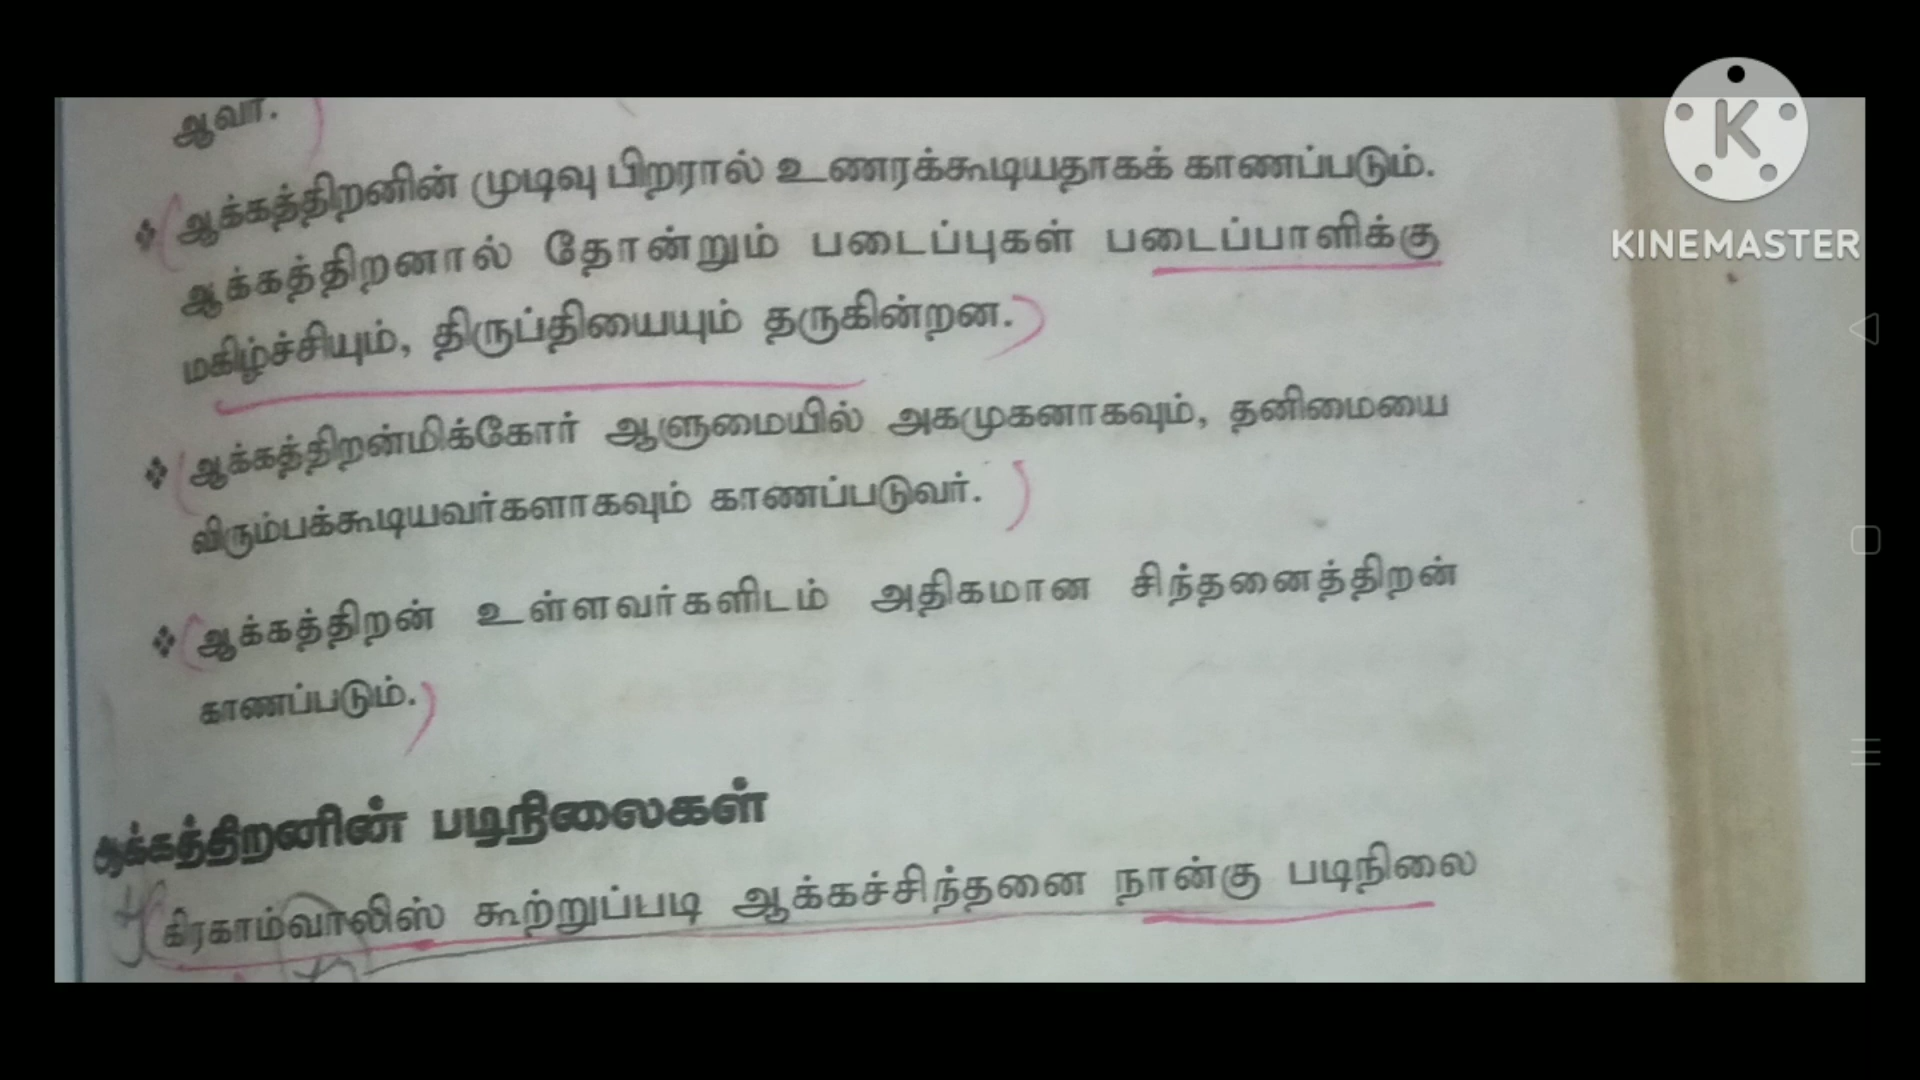 ஆவர்.
❖ ஆக்கத்திறனின் முடிவு பிறரால் உணரக்கூடியதாகக் காணப்படும்.
ஆக்கத்திறனால் தோன்றும் படைப்புகள் படைப்பாளிக்கு
மகிழ்ச்சியும், திருப்தியையும் தருகின்றன.
❖ ஆக்கத்திறன்மிக்கோர் ஆளுமையில் அகமுகனாகவும், தனிமையை
விரும்பக்கூடியவர்களாகவும் காணப்படுவர்.
❖ ஆக்கத்திறன் உள்ளவர்களிடம் அதிகமான சிந்தனைத்திறன்
காணப்படும்.
ஆக்கத்திறனின் படிநிலைகள்
கிரகாம்வாலிஸ் கூற்றுப்படி ஆக்கச்சிந்தனை நான்கு படிநிலை
K
KINEMASTER